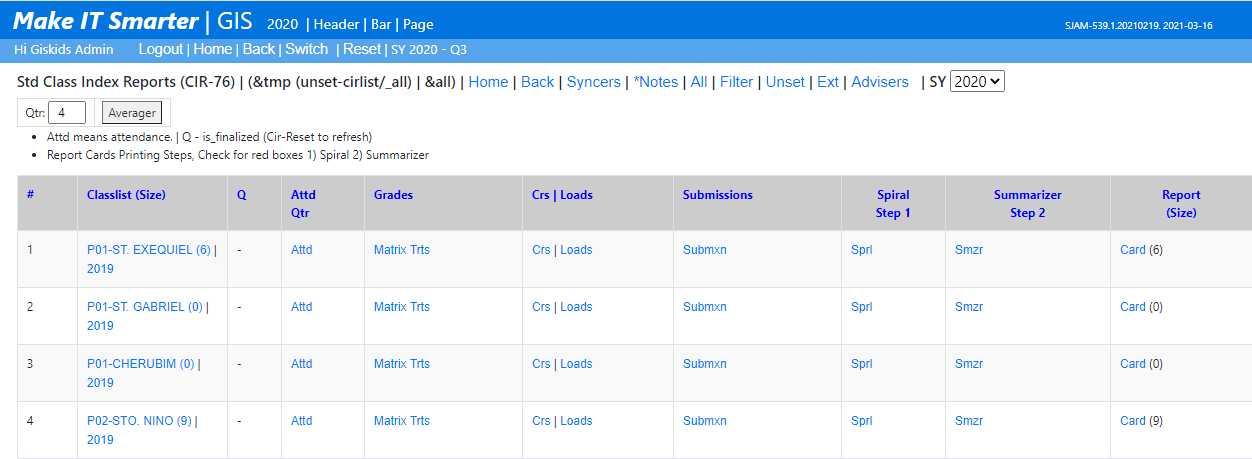 Make IT Smarter | GIS 2020 | Header | Bar | Page SJAM-539.1.20210219. 2021-03-16
Hi Giskids Admin Logout | Home | Back | Switch | Reset | SY 2020 - Q3
Std Class Index Reports (CIR-76) | (&tmp (unset-cirlist/_all) | &all) | Home | Back | Syncers | *Notes | All | Filter | Unset | Ext | Advisers | SY 2020
Qtr: 4 Averager
• Attd means attendance. | Q - is_finalized (Cir-Reset to refresh)
• Report Cards Printing Steps, Check for red boxes 1) Spiral 2) Summarizer
# Classlist (Size) Q Attd Grades Crs | Loads Submissions Spiral Summarizer Report
Qtr Step 1 Step 2 (Size)
1 P01-ST. EXEQUIEL (6) | - Attd Matrix Trts Crs | Loads Submxn Sprl Smzr Card (6)
2019
2 P01-ST. GABRIEL (0) | - Attd Matrix Trts Crs | Loads Submxn Sprl Smzr Card (0)
2019
3 P01-CHERUBIM (0) | - Attd Matrix Trts Crs | Loads Submxn Sprl Smzr Card (0)
2019
4 P02-STO. NINO (9) | - Attd Matrix Trts Crs | Loads Submxn Sprl Smzr Card (9)
2019